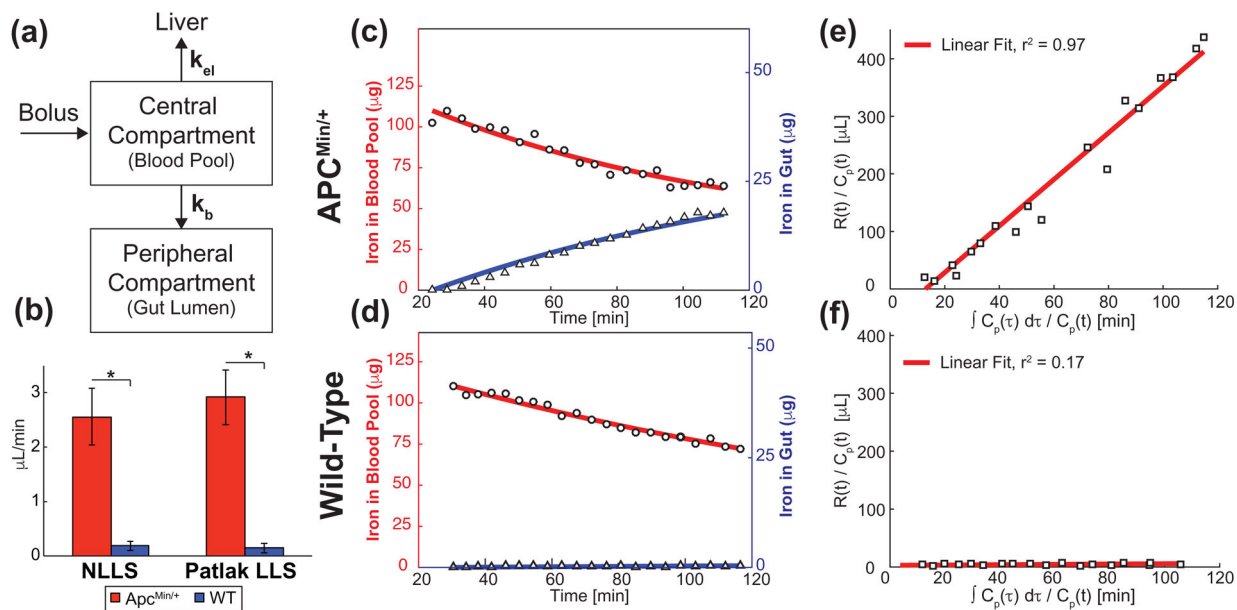 (a)
Liver
k_el
Bolus
Central
Compartment
(Blood Pool)
k_b
Peripheral
Compartment
(Gut Lumen)
(b)
µL/min
3
2
1
0
*
*
NLLS
Patlak LLS
Apc^Min/+
WT
(c)
APC^Min/+
Iron in Blood Pool (µg)
125
100
75
50
25
0
Iron in Gut (µg)
50
25
0
20
40
60
80
100
120
Time [min]
(d)
Wild-Type
Iron in Blood Pool (µg)
125
100
75
50
25
0
Iron in Gut (µg)
50
25
0
20
40
60
80
100
120
Time [min]
(e)
Linear Fit, r² = 0.97
R(t) / C_p(t) [µL]
400
300
200
100
0
0
20
40
60
80
100
120
∫ C_p(τ) dτ / C_p(t) [min]
(f)
Linear Fit, r² = 0.17
R(t) / C_p(t) [µL]
400
300
200
100
0
0
20
40
60
80
100
120
∫ C_p(τ) dτ / C_p(t) [min]